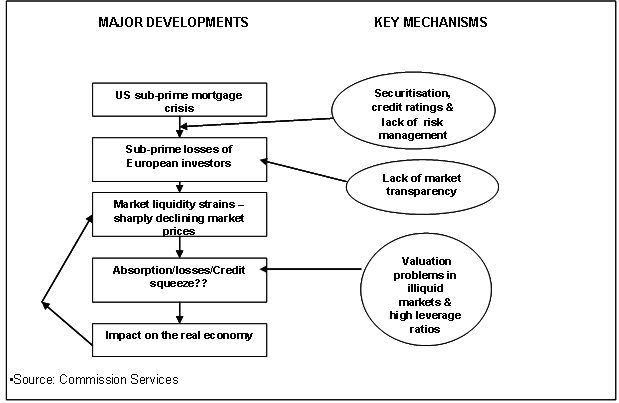 MAJOR DEVELOPMENTS
KEY MECHANISMS
US sub-prime mortgage
crisis
Securitisation,
credit ratings &
lack of risk
management
Sub-prime losses of
European investors
Lack of market
transparency
Market liquidity strains –
sharply declining market
prices
Absorption/losses/Credit
squeeze??
Valuation
problems in
illiquid
markets &
high leverage
ratios
Impact on the real economy
•Source: Commission Services